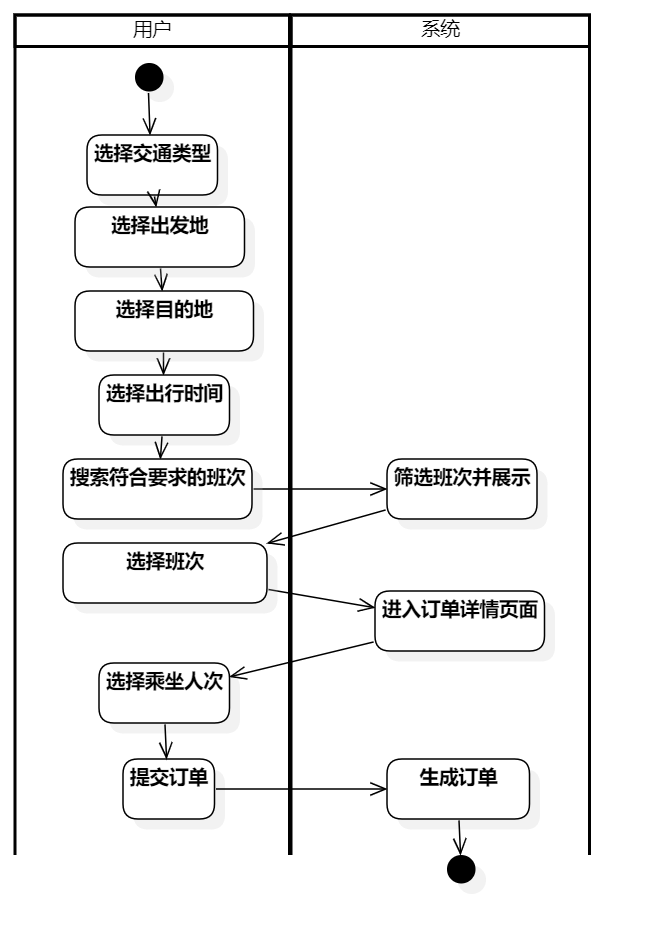 用户
系统
选择交通类型
选择出发地
选择目的地
选择出行时间
搜索符合要求的班次
筛选班次并展示
选择班次
进入订单详情页面
选择乘坐人次
提交订单
生成订单